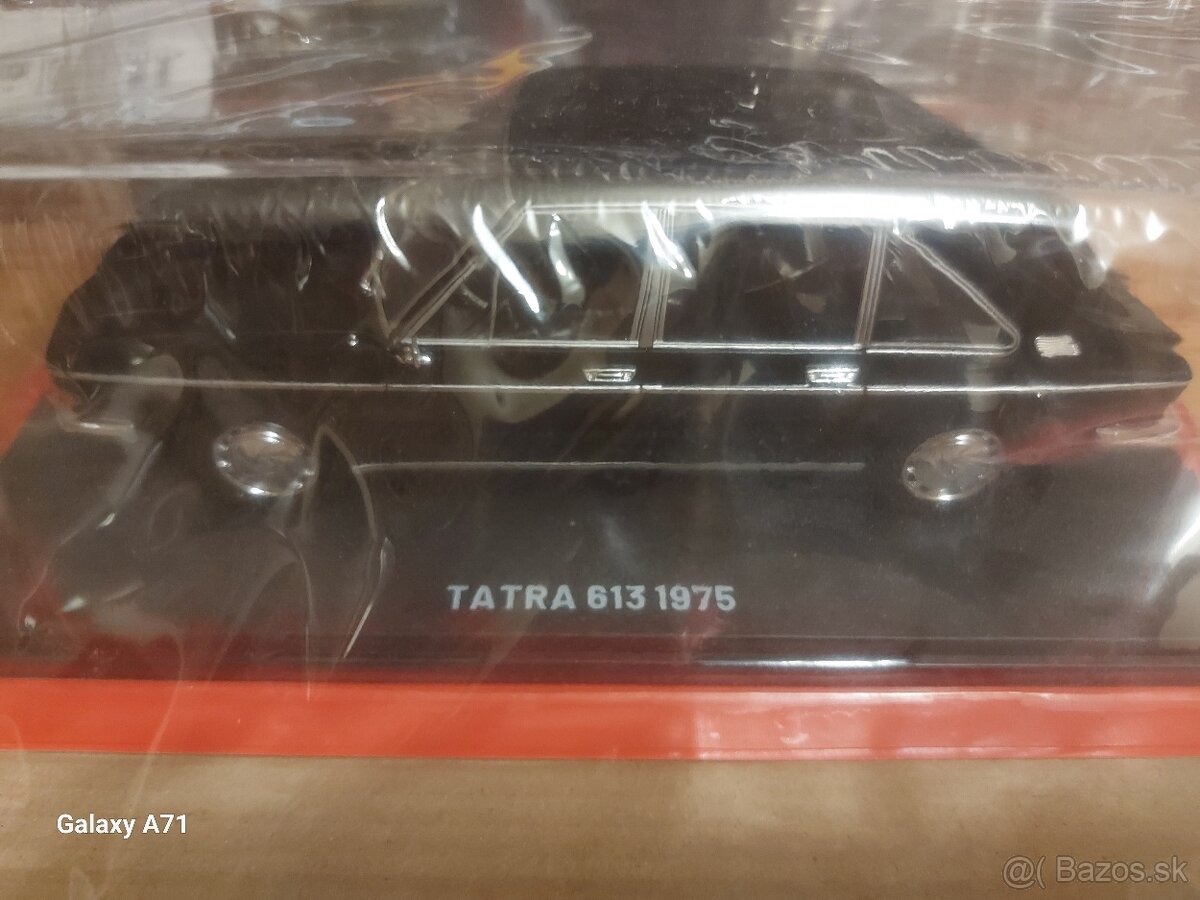 TATRA 613 1975
Galaxy A71
@( Bazos.sk